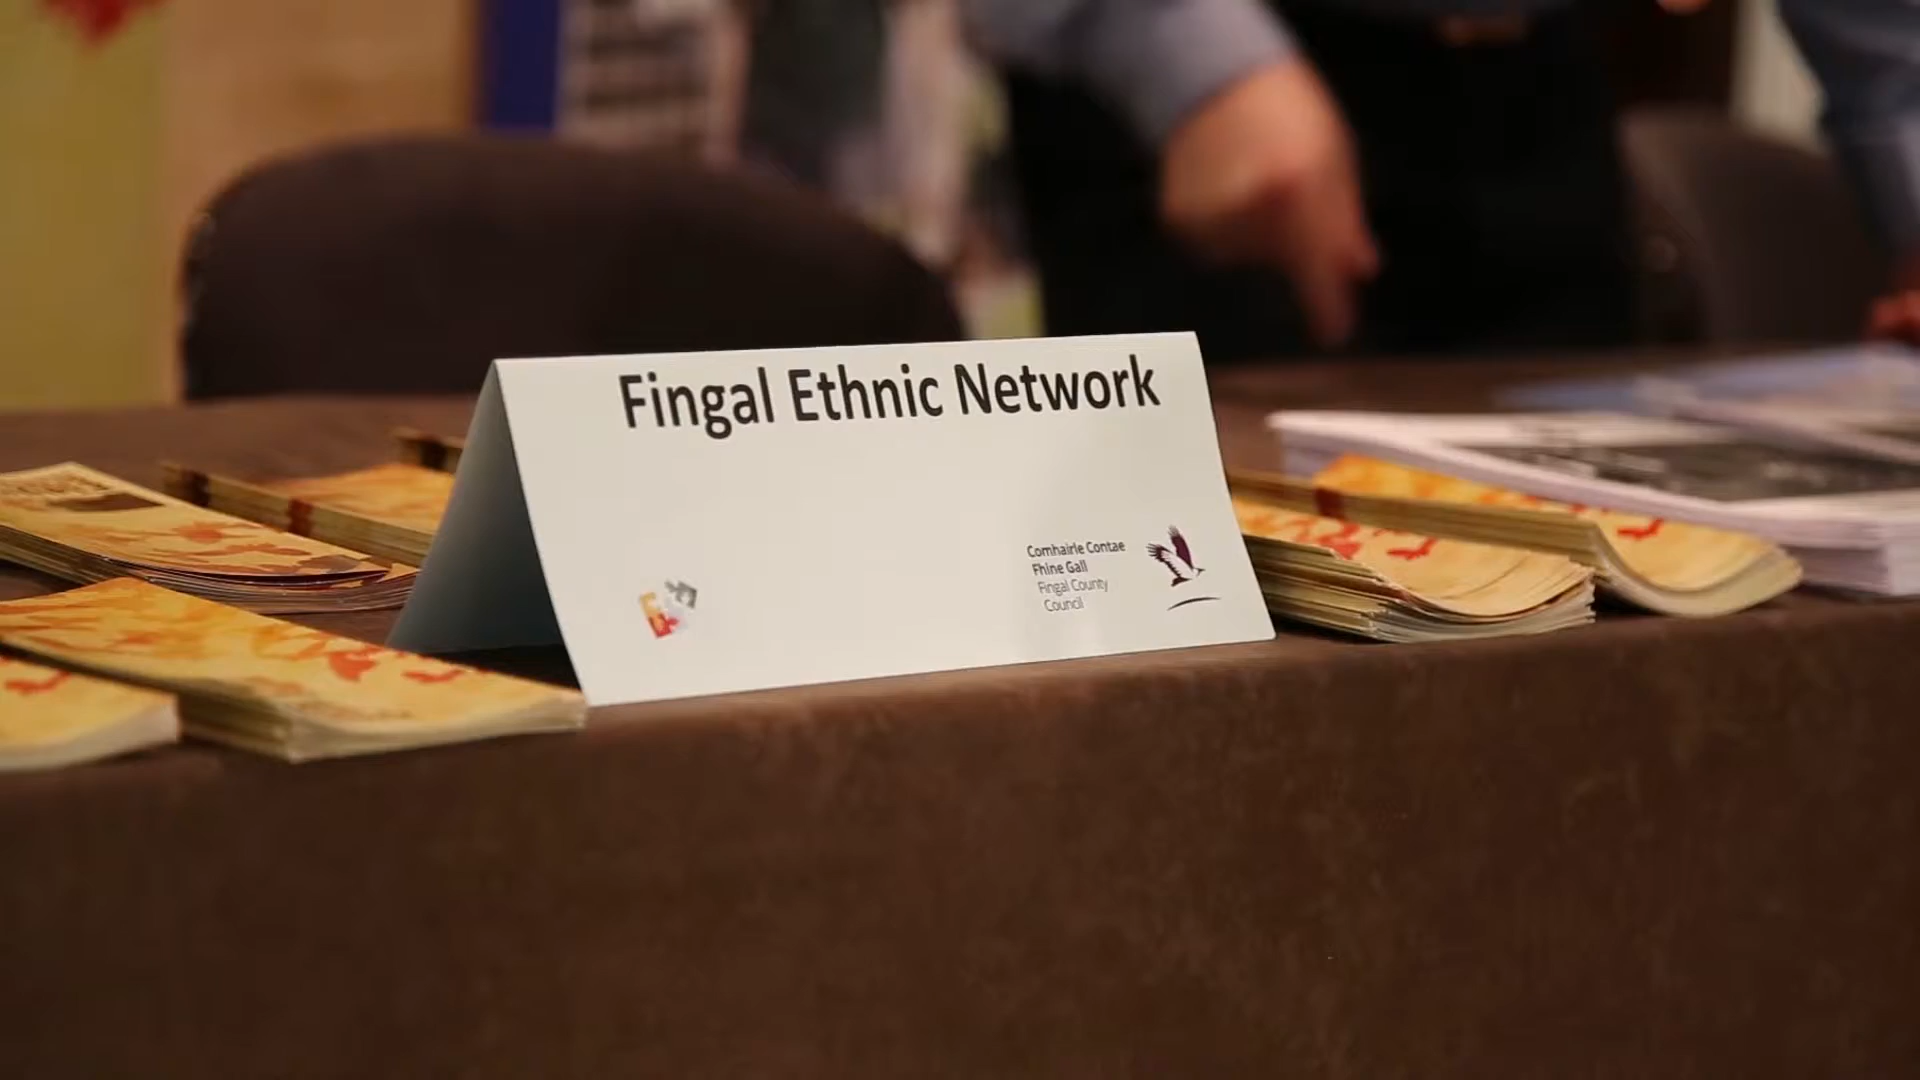 Fingal Ethnic Network
Comhairle Contae
Fhine Gall
Fingal County
Council